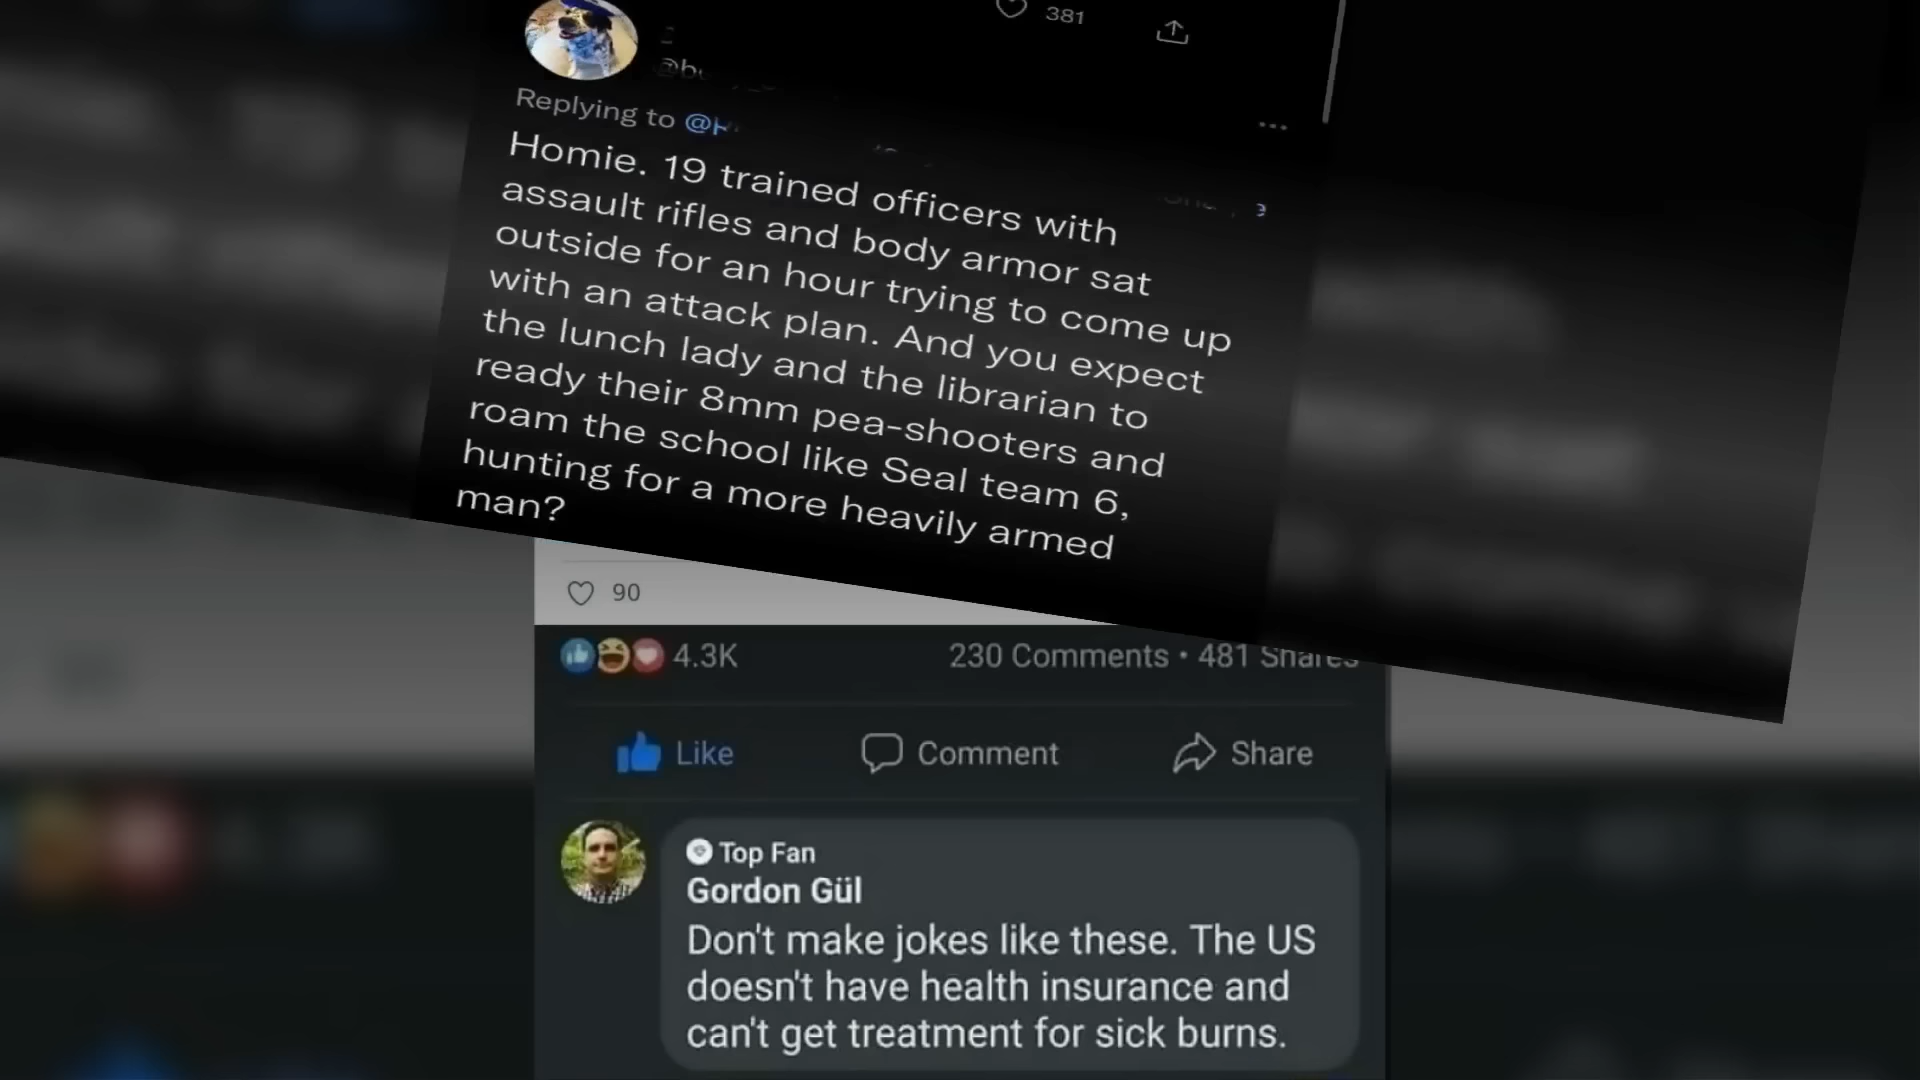 381
Replying to
Homie. 19 trained officers with
assault rifles and body armor sat
outside for an hour trying to come up
with an attack plan. And you expect
the lunch lady and the librarian to
ready their 8mm pea-shooters and
roam the school like Seal team 6,
hunting for a more heavily armed
man?
90
4.3K 230 Comments • 481 Shares
Like Comment Share
Top Fan
Gordon Gül
Don't make jokes like these. The US
doesn't have health insurance and
can't get treatment for sick burns.